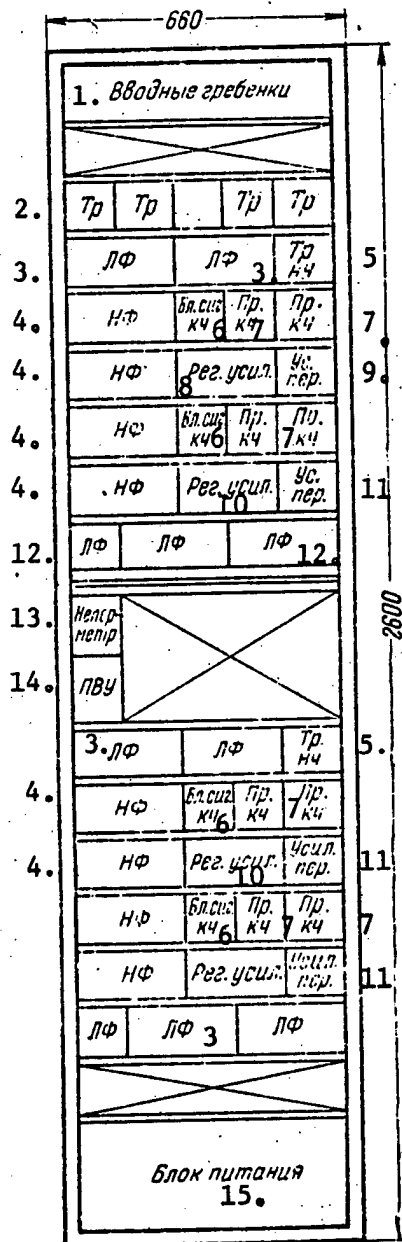 660
1. Вводные гребенки
2. Тр Тр Тр Тр
3. ЛФ ЛФ 3. Тр НЧ 5
4. НФ Бл.сиг КЧ 6 Пр. КЧ 7 Пр. КЧ 7
4. НФ 8 Рег. усил. Ус. пер. 9.
4. НФ Бл.сиг КЧ 6 Пр. КЧ 7 Пр. КЧ
4. НФ Рег. усил. 10 Ус. пер. 11
12. ЛФ ЛФ ЛФ 12.
2600
13.
14. ПВУ
3. ЛФ ЛФ Тр. НЧ 5.
4. НФ Бл.сиг КЧ 6 Пр. КЧ 7 Пр. КЧ
4. НФ Рег. усил. 10 Усил. пер. 11
НФ Бл.сиг КЧ 6 Пр. КЧ 7 Пр. КЧ 7
НФ Рег. усил. Усил. пер. 11
ЛФ ЛФ 3 ЛФ
Блок питания
15.